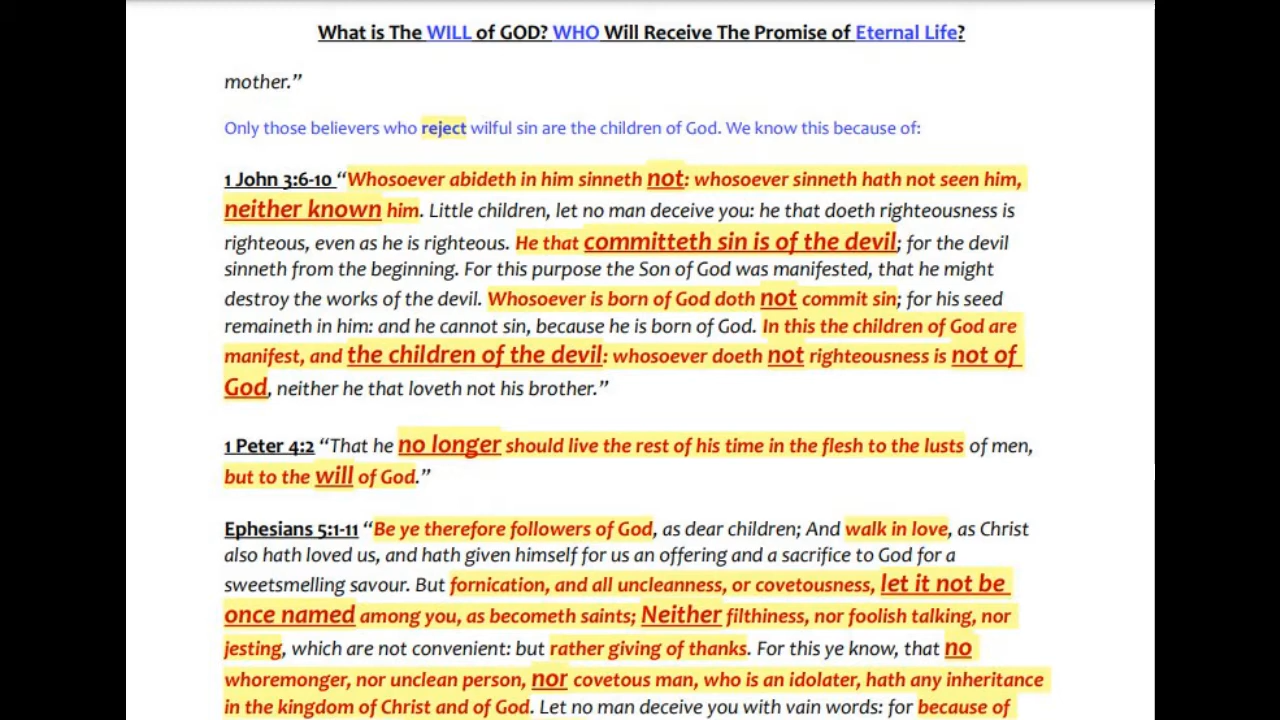 What is The WILL of GOD? WHO Will Receive The Promise of Eternal Life?
mother.”
Only those believers who reject wilful sin are the children of God. We know this because of:
1 John 3:6-10 “Whosoever abideth in him sinneth not: whosoever sinneth hath not seen him,
neither known him. Little children, let no man deceive you: he that doeth righteousness is
righteous, even as he is righteous. He that committeth sin is of the devil; for the devil
sinneth from the beginning. For this purpose the Son of God was manifested, that he might
destroy the works of the devil. Whosoever is born of God doth not commit sin; for his seed
remaineth in him: and he cannot sin, because he is born of God. In this the children of God are
manifest, and the children of the devil: whosoever doeth not righteousness is not of
God, neither he that loveth not his brother.”
1 Peter 4:2 “That he no longer should live the rest of his time in the flesh to the lusts of men,
but to the will of God.”
Ephesians 5:1-11 “Be ye therefore followers of God, as dear children; And walk in love, as Christ
also hath loved us, and hath given himself for us an offering and a sacrifice to God for a
sweetsmelling savour. But fornication, and all uncleanness, or covetousness, let it not be
once named among you, as becometh saints; Neither filthiness, nor foolish talking, nor
jesting, which are not convenient: but rather giving of thanks. For this ye know, that no
whoremonger, nor unclean person, nor covetous man, who is an idolater, hath any inheritance
in the kingdom of Christ and of God. Let no man deceive you with vain words: for because of